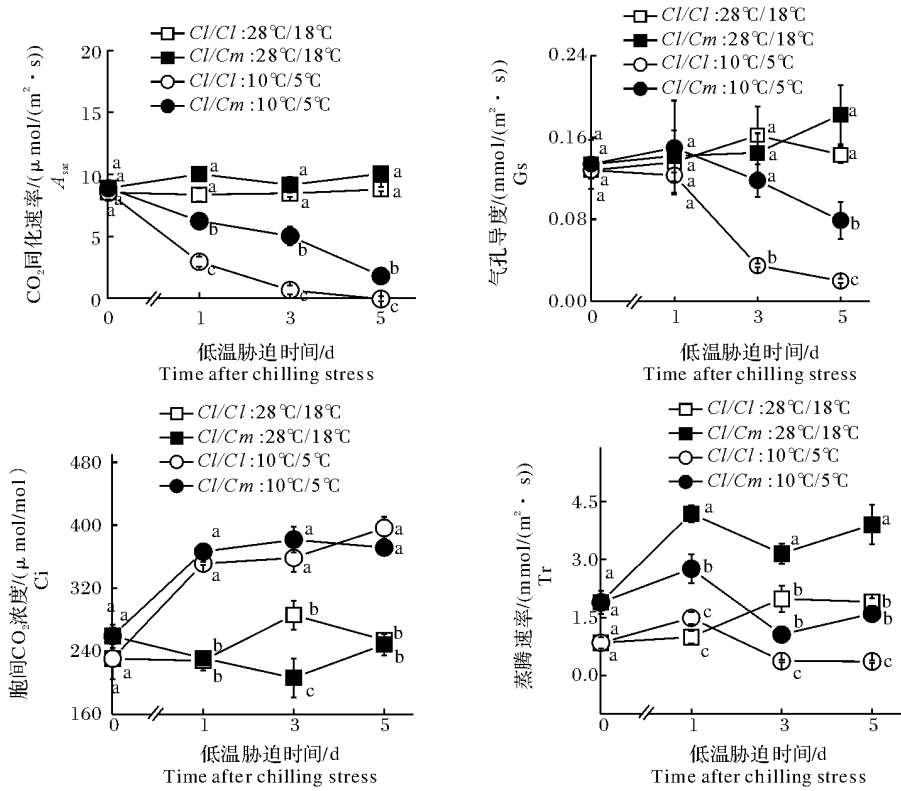 Cl/Cl:28℃/18℃
Cl/Cm:28℃/18℃
Cl/Cl:10℃/5℃
Cl/Cm:10℃/5℃
CO₂同化速率/(μ mol/(m²·s))
Asat
20
15
10
5
0
a
a
a
a
a
a
a
a
a
a
b
b
b
c
c
c
0
1
3
5
低温胁迫时间/d
Time after chilling stress
Cl/Cl:28℃/18℃
Cl/Cm:28℃/18℃
Cl/Cl:10℃/5℃
Cl/Cm:10℃/5℃
气孔导度/(mmol/(m²·s))
Gs
0.24
0.16
0.08
0.00
a
a
a
a
a
a
a
a
a
a
a
a
a
b
b
c
0
1
3
5
低温胁迫时间/d
Time after chilling stress
Cl/Cl:28℃/18℃
Cl/Cm:28℃/18℃
Cl/Cl:10℃/5℃
Cl/Cm:10℃/5℃
胞间CO₂浓度/(μ mol/mol)
Ci
480
400
320
240
160
a
a
a
a
a
a
a
a
a
a
b
b
b
c
b
b
0
1
3
5
低温胁迫时间/d
Time after chilling stress
Cl/Cl:28℃/18℃
Cl/Cm:28℃/18℃
Cl/Cl:10℃/5℃
Cl/Cm:10℃/5℃
蒸腾速率/(mmol/(m²·s))
Tr
4.5
3.0
1.5
0.0
a
a
a
a
a
b
c
c
a
b
b
c
a
b
b
c
0
1
3
5
低温胁迫时间/d
Time after chilling stress